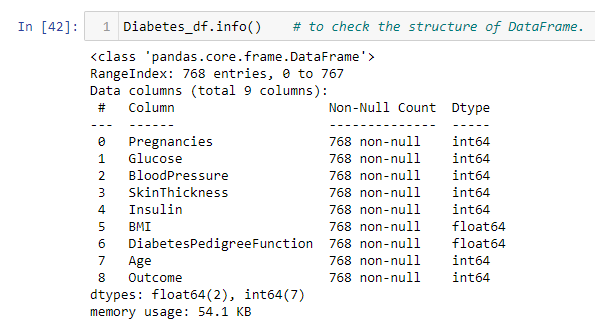 In [42]: 1 Diabetes_df.info() # to check the structure of DataFrame.
<class 'pandas.core.frame.DataFrame'>
RangeIndex: 768 entries, 0 to 767
Data columns (total 9 columns):
 #   Column                    Non-Null Count  Dtype
---  ------                    --------------  -----
 0   Pregnancies               768 non-null    int64
 1   Glucose                   768 non-null    int64
 2   BloodPressure             768 non-null    int64
 3   SkinThickness             768 non-null    int64
 4   Insulin                   768 non-null    int64
 5   BMI                       768 non-null    float64
 6   DiabetesPedigreeFunction  768 non-null    float64
 7   Age                       768 non-null    int64
 8   Outcome                   768 non-null    int64
dtypes: float64(2), int64(7)
memory usage: 54.1 KB